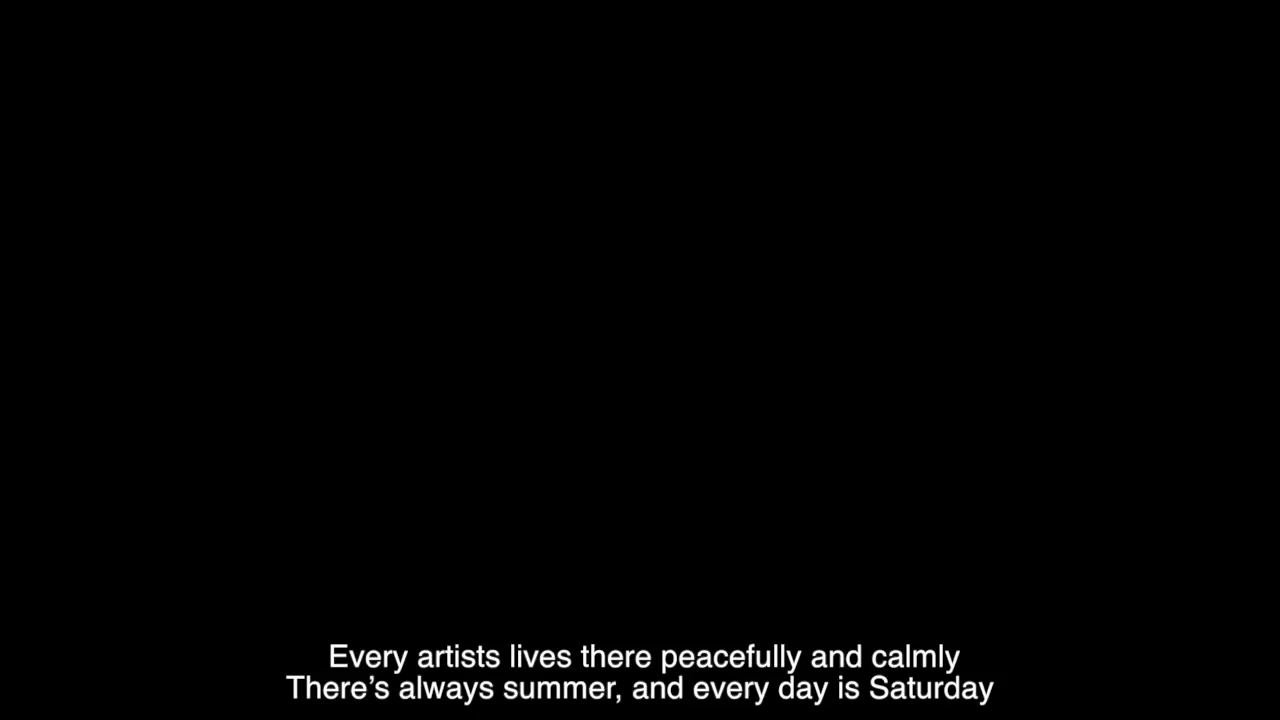 Every artists lives there peacefully and calmly
There’s always summer, and every day is Saturday